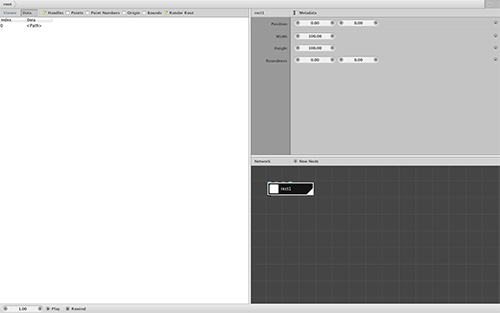 root
Viewer Data Handles Points Point Numbers Origin Bounds Render Root
Index Data
0 <Path>
rect1 Metadata
Position 0.00 0.00
Width 100.00
Height 100.00
Roundness 0.00 0.00
Network New Node
rect1
1.00 Play Rewind